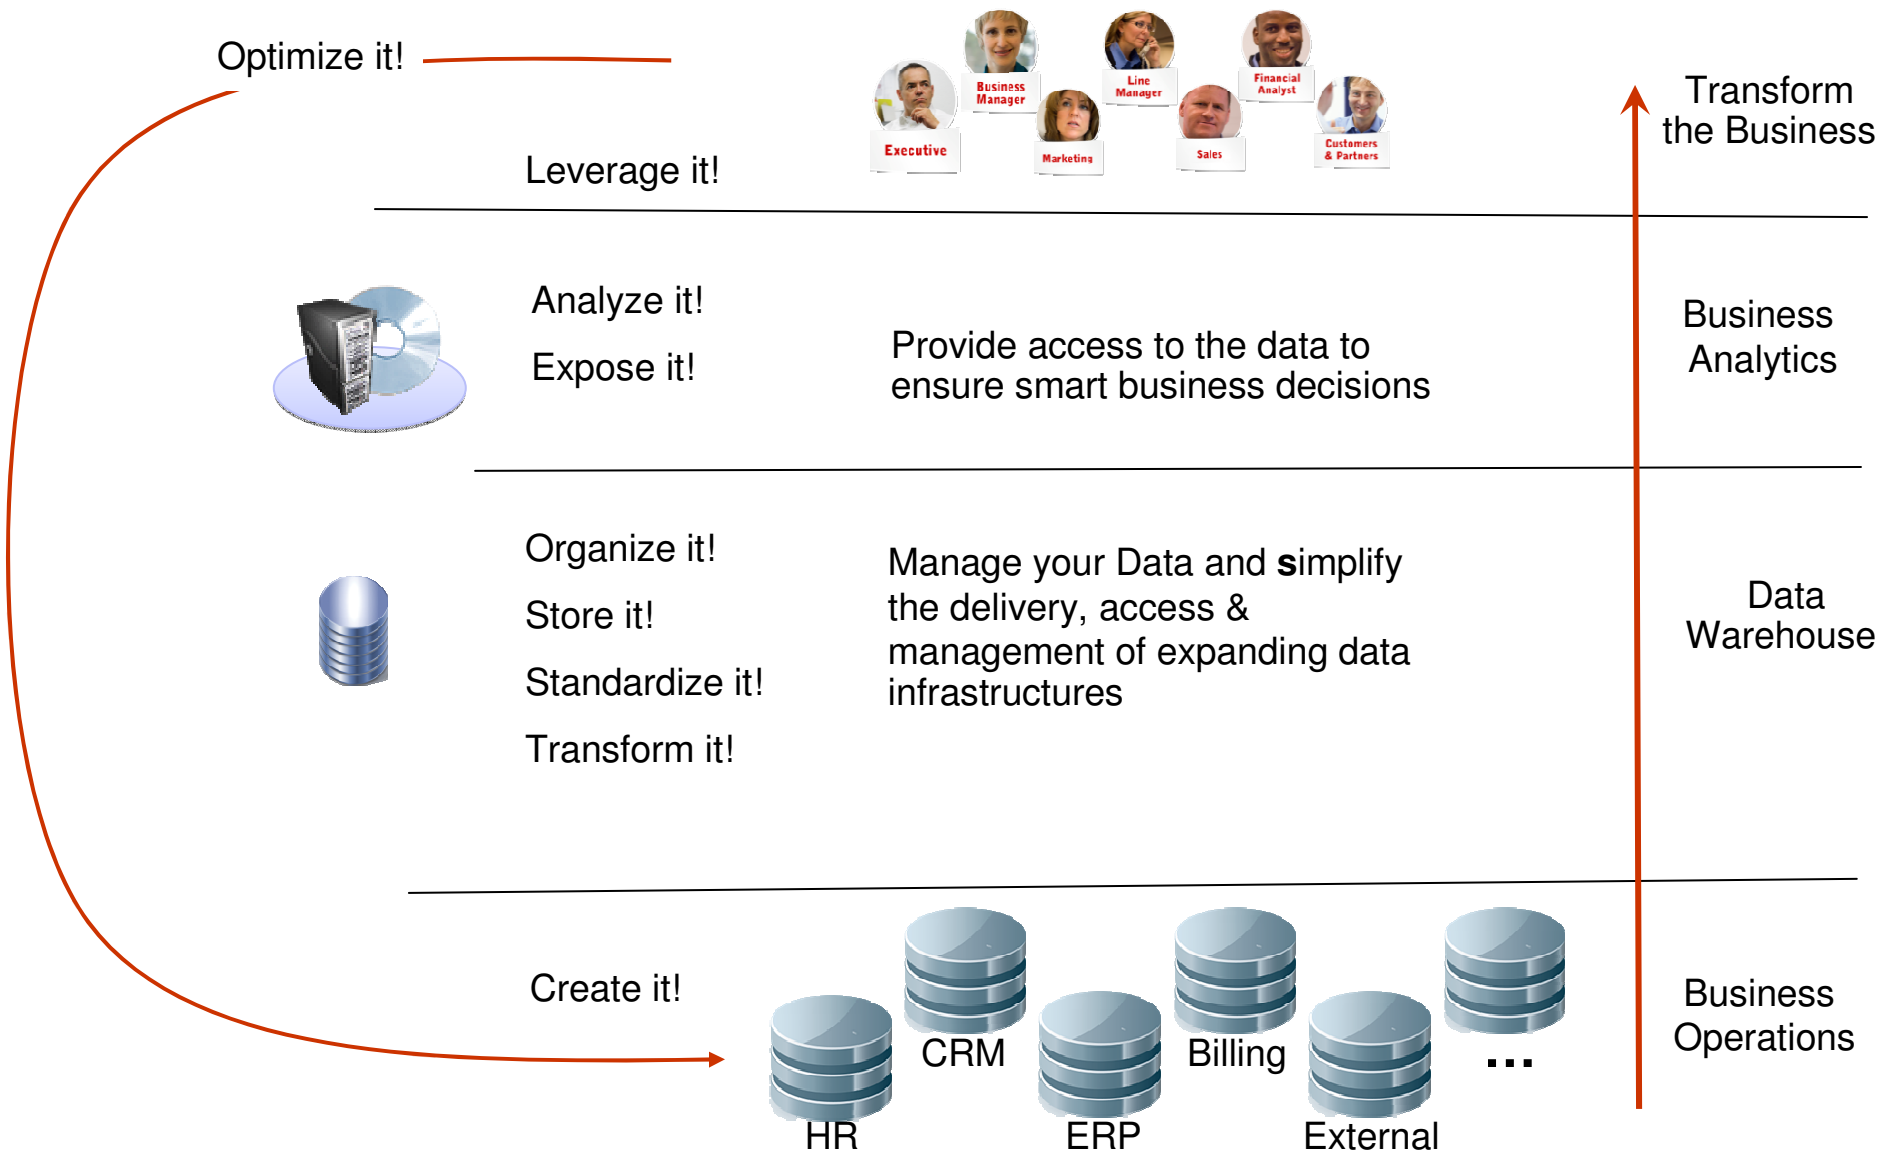 Optimize it!
Business
Manager
Line
Manager
Financial
Analyst
Executive
Marketing
Sales
Customers
& Partners
Transform
the Business
Leverage it!
Analyze it!
Expose it!
Provide access to the data to
ensure smart business decisions
Business
Analytics
Organize it!
Store it!
Standardize it!
Transform it!
Manage your Data and simplify
the delivery, access &
management of expanding data
infrastructures
Data
Warehouse
Create it!
CRM
Billing
...
HR
ERP
External
Business
Operations